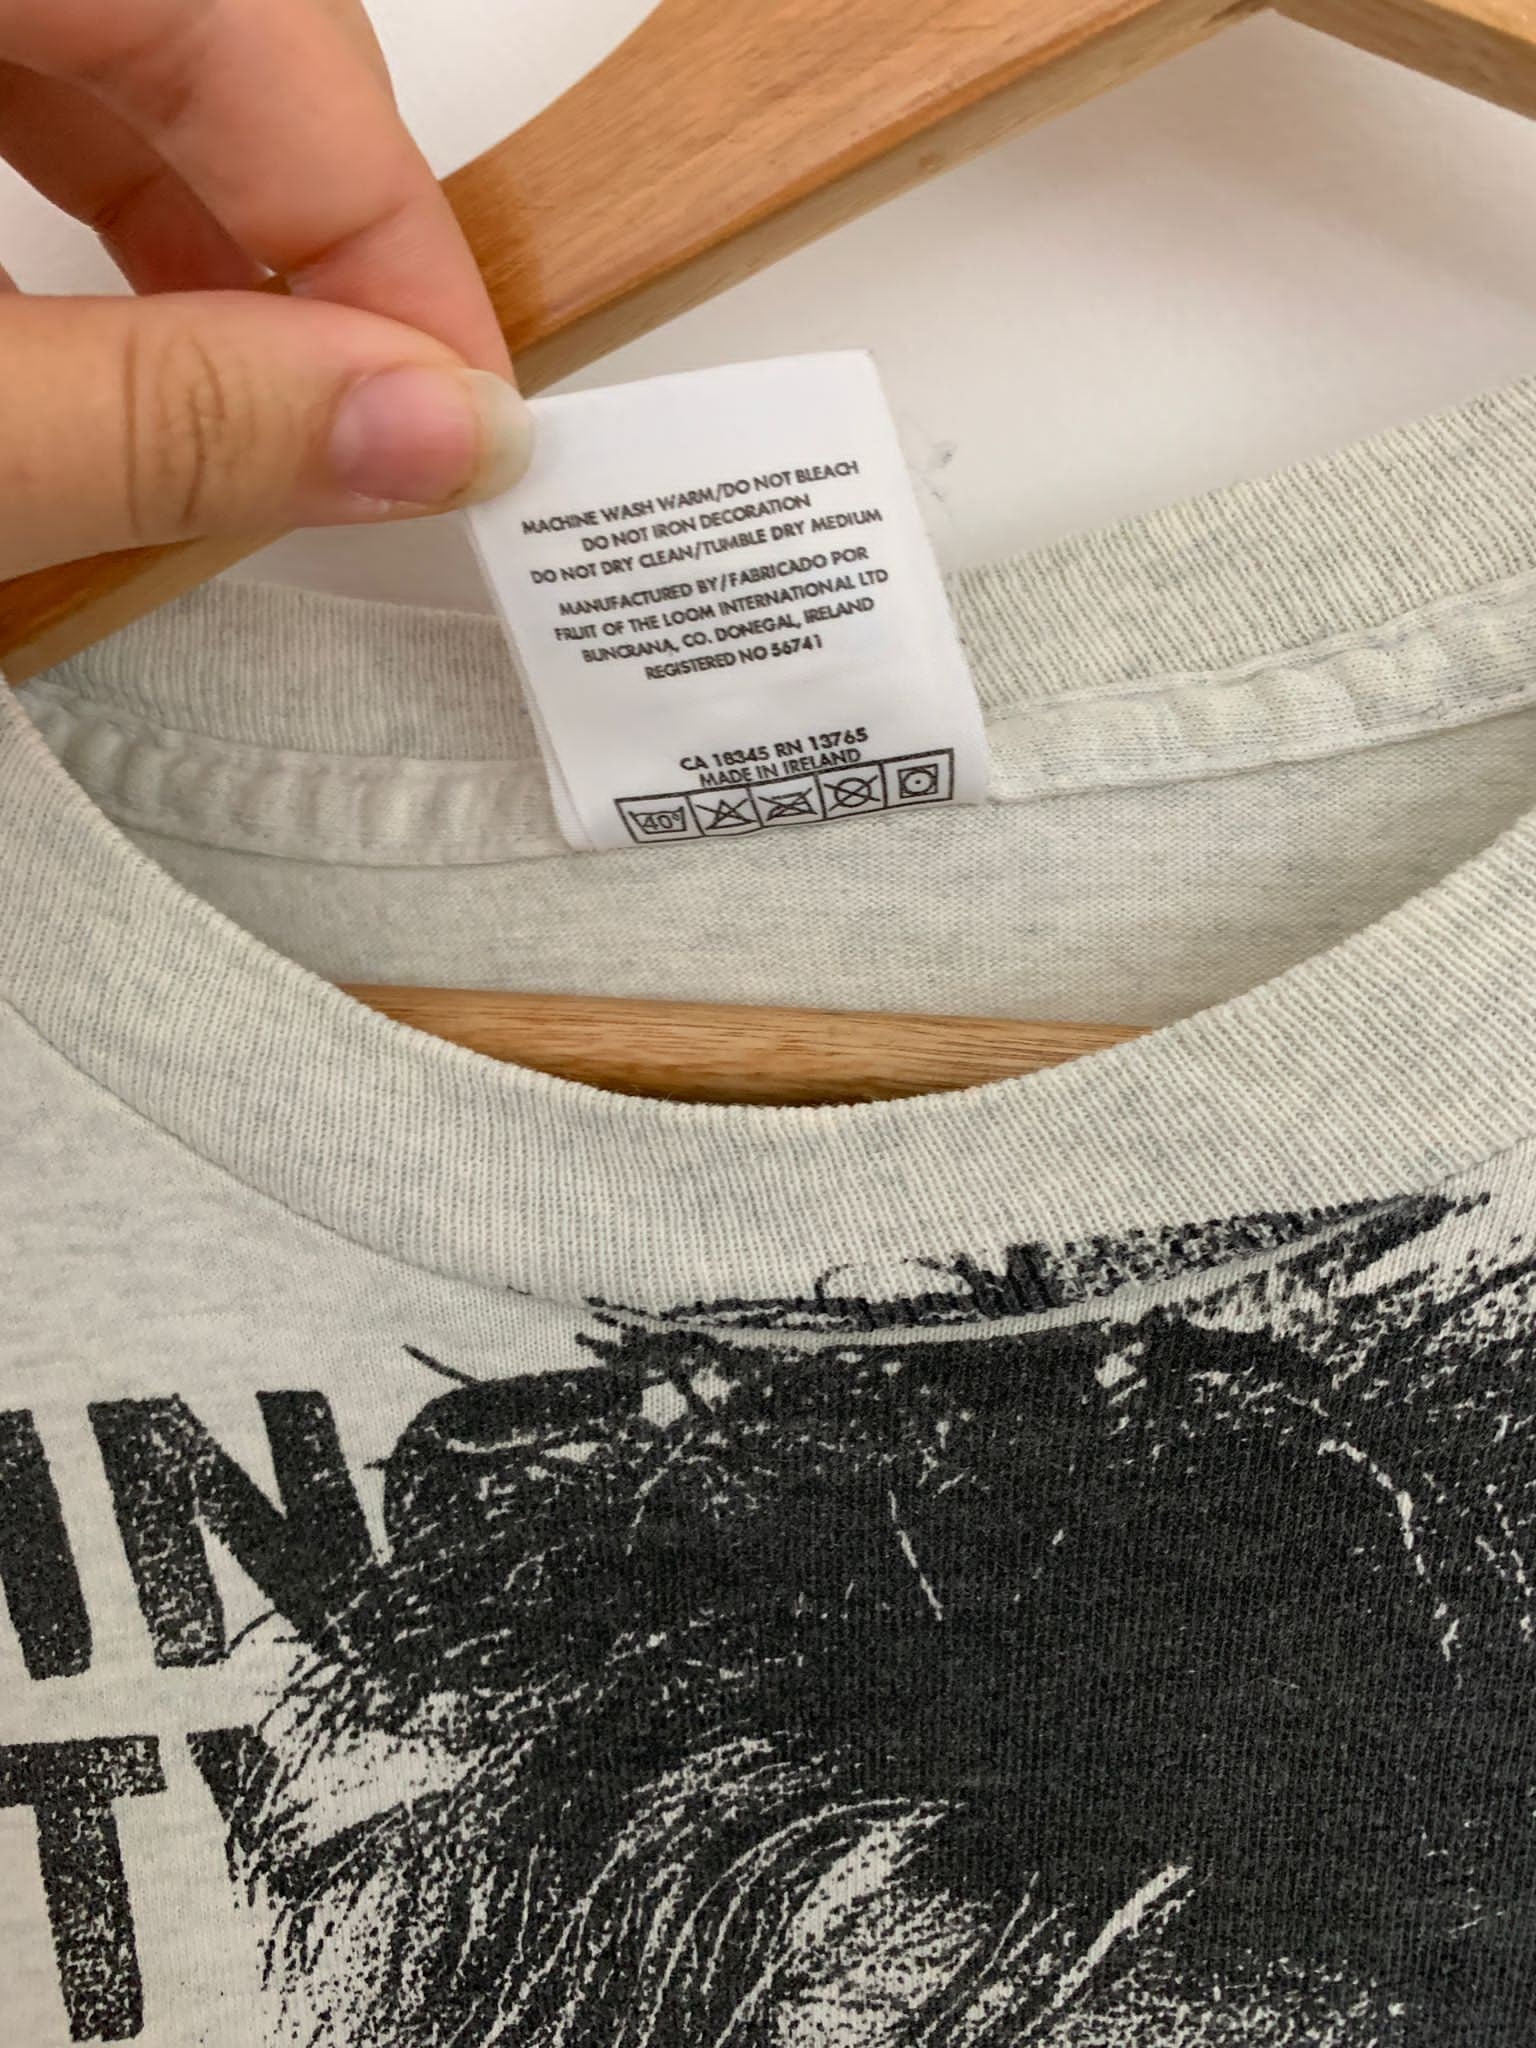 MACHINE WASH WARM/DO NOT BLEACH
DO NOT IRON DECORATION
DO NOT DRY CLEAN/TUMBLE DRY MEDIUM
MANUFACTURED BY/FABRICADO POR
FRUIT OF THE LOOM INTERNATIONAL LTD
BUNCRANA, CO. DONEGAL, IRELAND
REGISTERED NO 56741
CA 18345 RN 13765
MADE IN IRELAND
40°
IN
TY